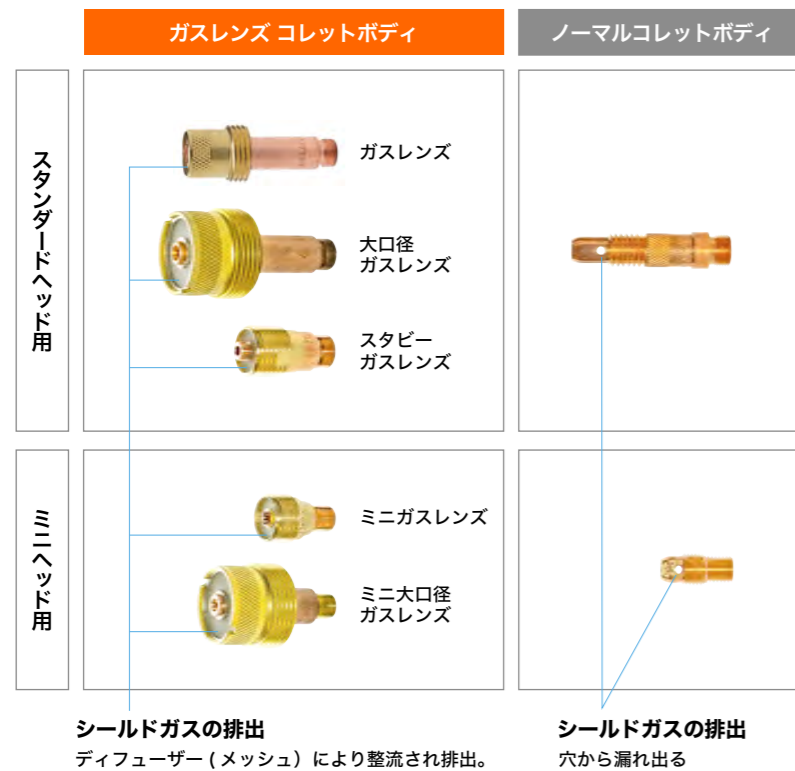 ガスレンズ コレットボディ
ノーマルコレットボディ
スタンダードヘッド用
ガスレンズ
大口径
ガスレンズ
スタビー
ガスレンズ
ミニヘッド用
ミニガスレンズ
ミニ大口径
ガスレンズ
シールドガスの排出
ディフューザー ( メッシュ）により整流され排出。
シールドガスの排出
穴から漏れ出る